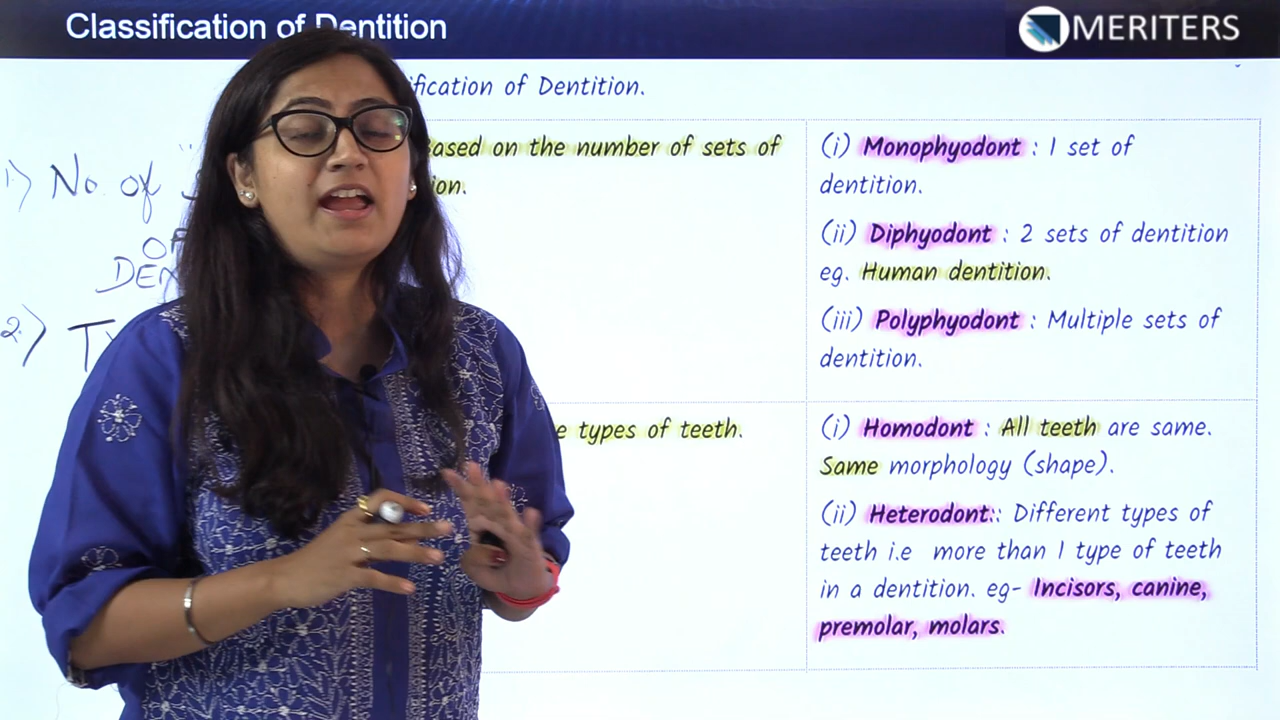 Classification of Dentition
MERITERS
ification of Dentition.
1.) No. of
OF
DEN
2.) Ty
Based on the number of sets of
ion.
(i) Monophyodont : 1 set of
dentition.
(ii) Diphyodont : 2 sets of dentition
eg. Human dentition.
(iii) Polyphyodont : Multiple sets of
dentition.
e types of teeth.
(i) Homodont : All teeth are same.
Same morphology (shape).
(ii) Heterodont:: Different types of
teeth i.e more than 1 type of teeth
in a dentition. eg- Incisors, canine,
premolar, molars.